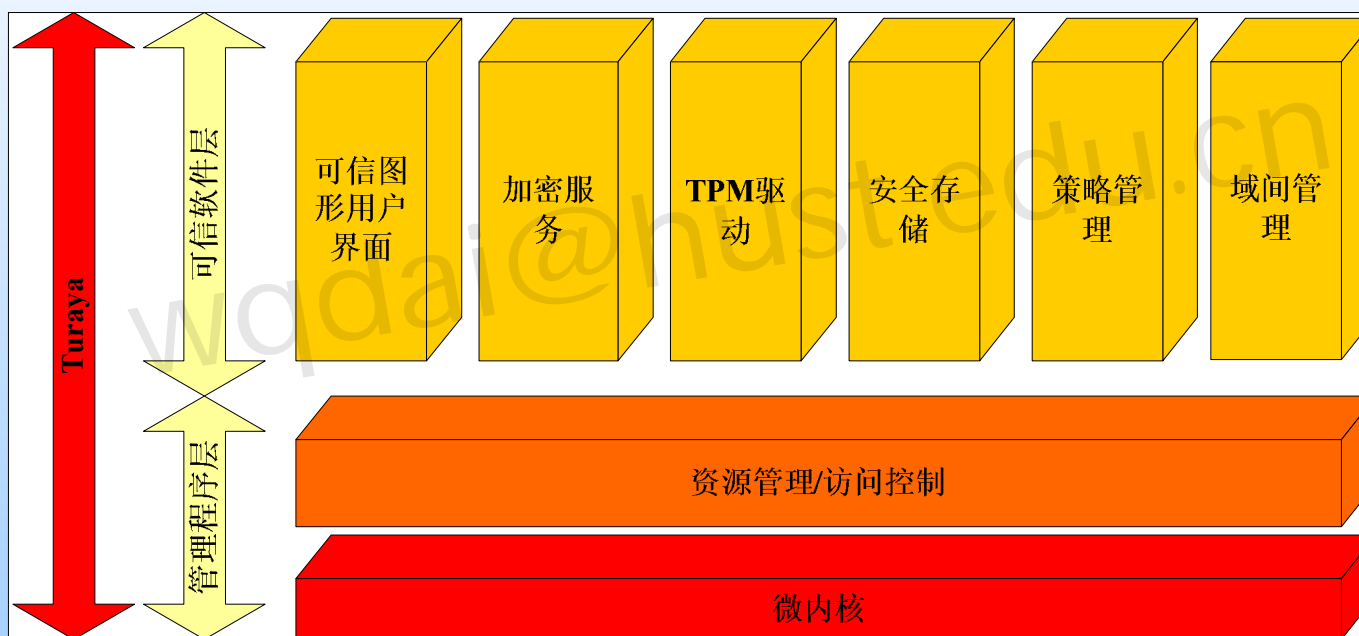 Turaya
可信软件层
管理程序层
可信图
形用户
界面
加密服
务
TPM驱
动
安全存
储
策略管
理
域间管
理
资源管理/访问控制
微内核
wqdai@hust.edu.cn